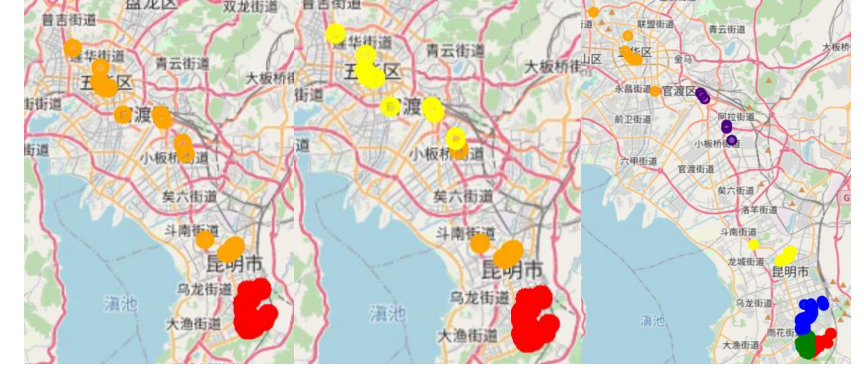 盘龙区
双龙街道
普吉街道
莲华街道
五华区
青云街道
大板桥街
街街道
官渡区
小板桥街道
街道
矣六街道
斗南街道
昆明市
乌龙街道
滇池
大渔街道
普吉街道
双龙街道
莲华街道
青云街道
五华区
大板桥街
街道
官渡
小板桥街道
矣六街道
斗南街道
昆明市
乌龙街道
滇池
大渔街道
联盟街道
青云街道
道
五华区
山区
金马
大板桥
永昌街道
官渡区
前卫街道
阿拉街道
小板桥街道
六甲街道
官渡街道
矣六街道
洛羊街道
斗南街道
龙城街道
昆明市
乌龙街道
滇池
雨花街
大渔街道